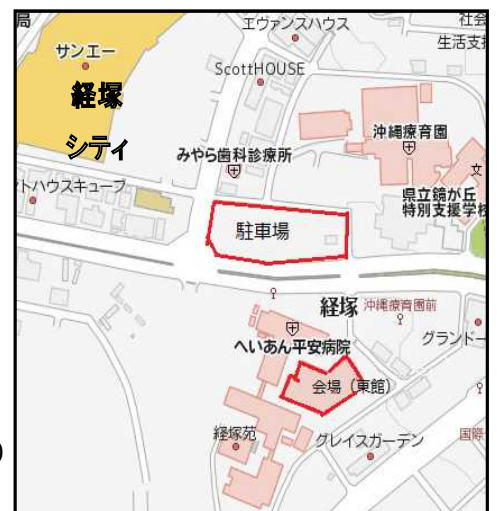 局
エヴァンスハウス
社会
生活支援
サンエー
経塚
シティ
ScottHOUSE
沖縄療育園
みやら歯科診療所
トハウスキューブ
県立鏡が丘
特別支援学校
駐車場
経塚
沖縄療育園前
グランドー
へいあん平安病院
会場（東館）
経塚苑
グレイスガーデン
国際
)